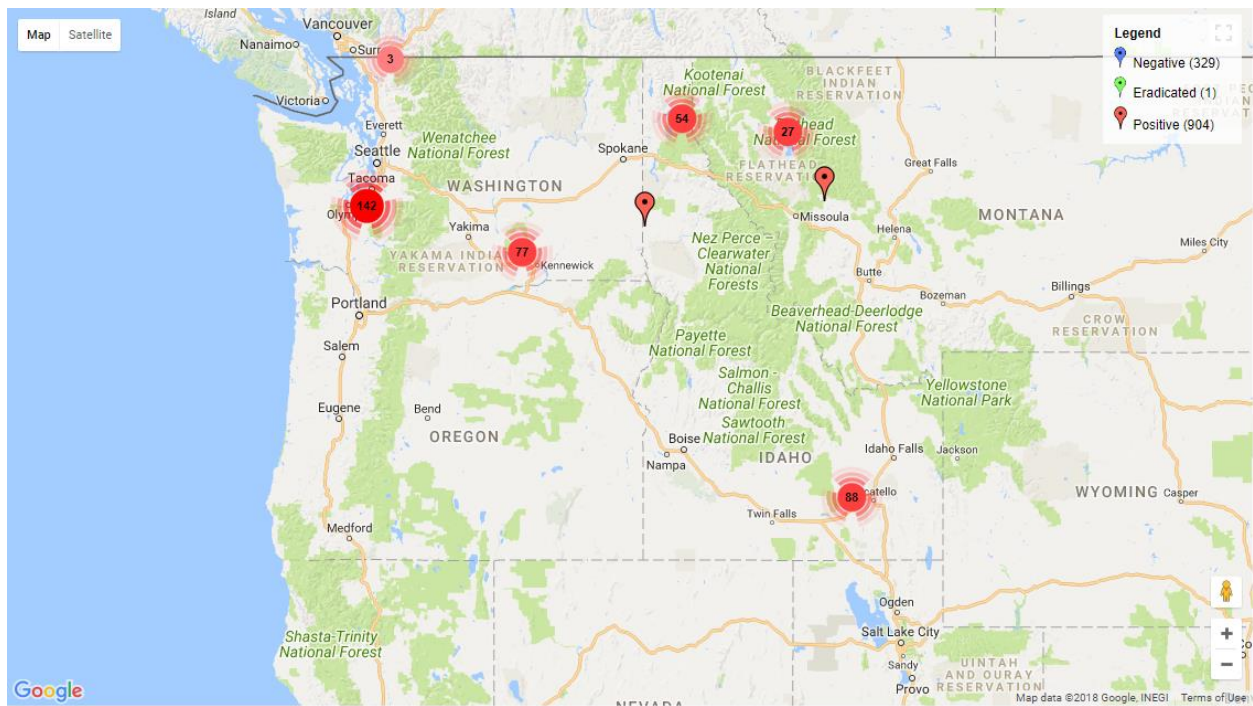 Map Satellite
Island
Vancouver
Nanaimo
Surr
3
Victoria
Legend
Negative (329)
Eradicated (1)
Positive (904)
Kootenai
National Forest
BLACKFEET
INDIAN
RESERVATION
54
27
Everett
Wenatchee
National Forest
Seattle
Spokane
FLATHEAD
Great Falls
Tacoma
WASHINGTON
142
Missoula
MONTANA
Helena
Yakima
77
YAKAMA INDIA
RESERVATION
Kennewick
Nez Perce -
Clearwater
National
Forests
Miles City
Butte
Billings
Bozeman
Portland
Beaverhead-Deerlodge
National Forest
CROW
RESERVATION
Salem
Payette
National Forest
Salmon -
Challis
National Forest
Yellowstone
National Park
Eugene
Bend
Sawtooth
National Forest
OREGON
Boise
IDAHO
Idaho Falls
Jackson
Nampa
88
catello
WYOMING
Casper
Twin Falls
Medford
Ogden
Shasta-Trinity
National Forest
Salt Lake City
Sandy
UINTAH
AND OURAY
RESERVATION
Provo
Google
NEVADA
Map data ©2018 Google, INEGI Terms of Use